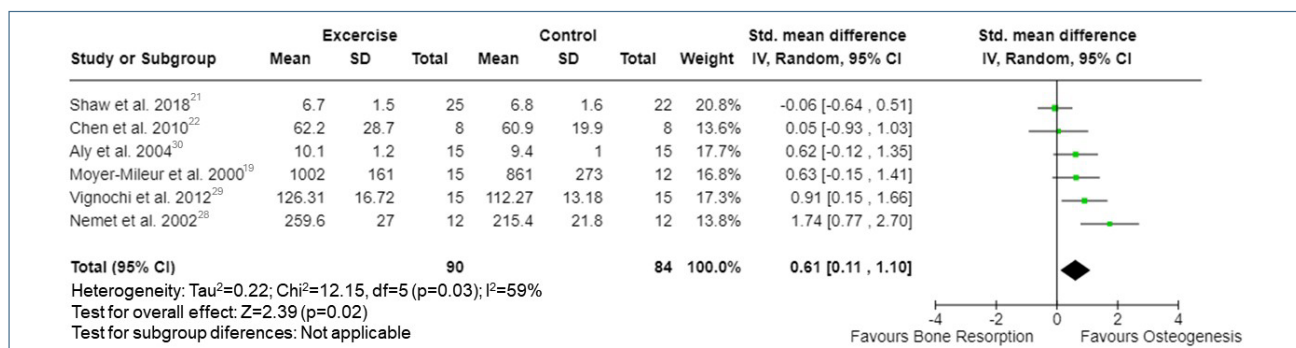 Excercise Control Std. mean difference Std. mean difference
Study or Subgroup Mean SD Total Mean SD Total Weight IV, Random, 95% CI IV, Random, 95% CI
Shaw et al. 2018²¹ 6.7 1.5 25 6.8 1.6 22 20.8% -0.06 [-0.64 , 0.51]
Chen et al. 2010²² 62.2 28.7 8 60.9 19.9 8 13.6% 0.05 [-0.93 , 1.03]
Aly et al. 2004³⁰ 10.1 1.2 15 9.4 1 15 17.7% 0.62 [-0.12 , 1.35]
Moyer-Mileur et al. 2000¹⁹ 1002 161 15 861 273 12 16.8% 0.63 [-0.15 , 1.41]
Vignochi et al. 2012²⁹ 126.31 16.72 15 112.27 13.18 15 17.3% 0.91 [0.15 , 1.66]
Nemet et al. 2002²⁸ 259.6 27 12 215.4 21.8 12 13.8% 1.74 [0.77 , 2.70]
Total (95% CI) 90 84 100.0% 0.61 [0.11 , 1.10]
Heterogeneity: Tau²=0.22; Chi²=12.15, df=5 (p=0.03); I²=59%
Test for overall effect: Z=2.39 (p=0.02)
Test for subgroup diferences: Not applicable
-4 -2 0 2 4
Favours Bone Resorption Favours Osteogenesis